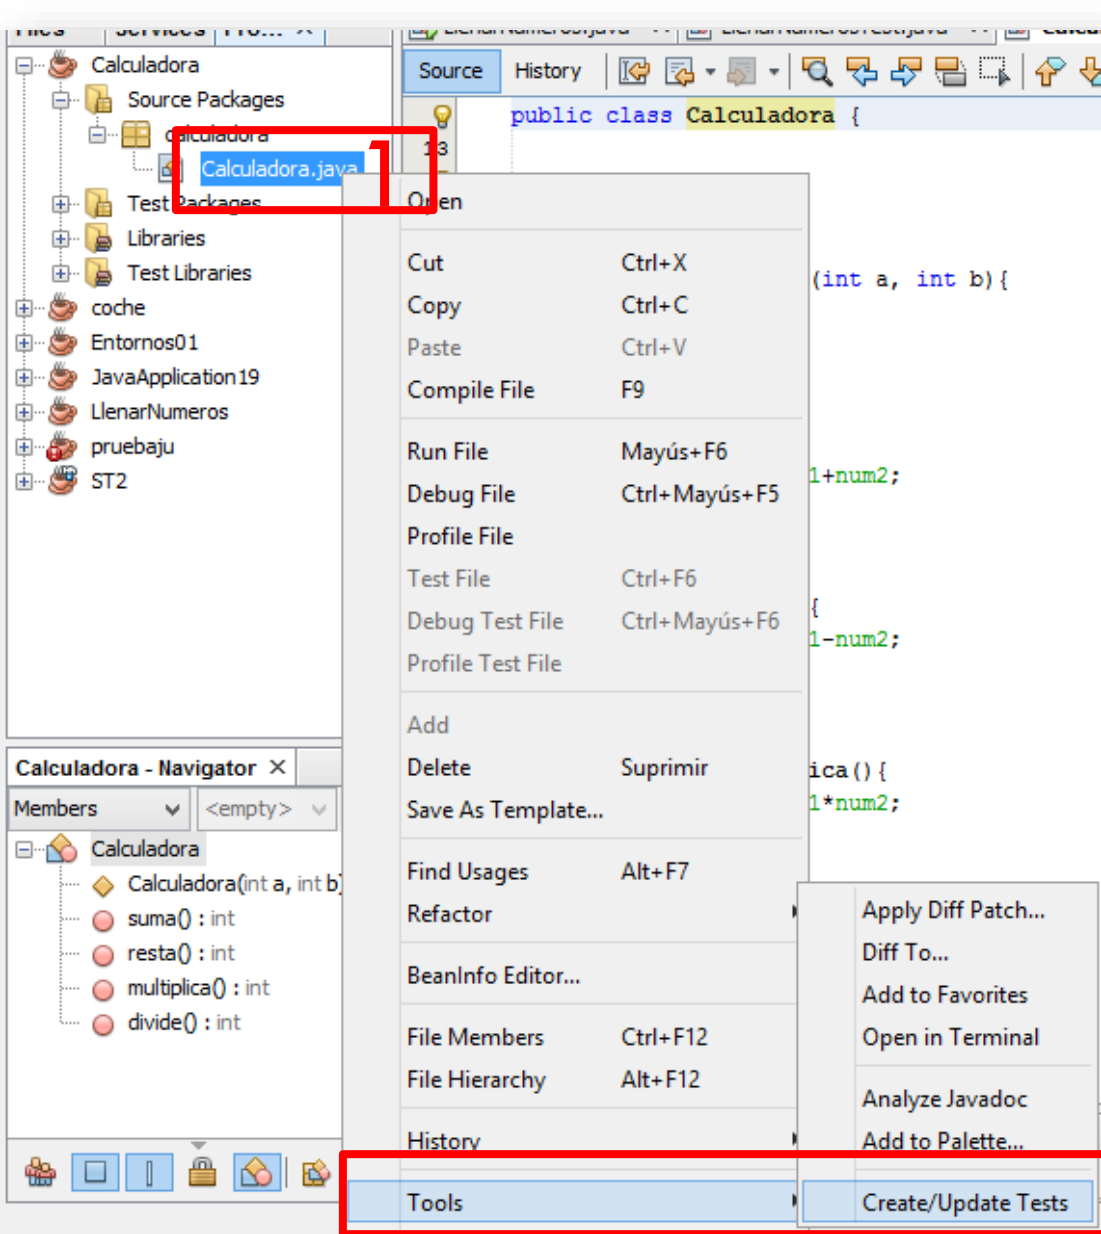 Files Services Pro... ×
Calculadora
Source Packages
calculadora
Calculadora.java
1
Test Packages
Libraries
Test Libraries
coche
Entornos01
JavaApplication19
LlenarNumeros
pruebaju
ST2
Source History
public class Calculadora {
13
(int a, int b){
1+num2;
{
1-num2;
ica(){
1*num2;
Open
Cut Ctrl+X
Copy Ctrl+C
Paste Ctrl+V
Compile File F9
Run File Mayús+F6
Debug File Ctrl+Mayús+F5
Profile File
Test File Ctrl+F6
Debug Test File Ctrl+Mayús+F6
Profile Test File
Add
Delete Suprimir
Save As Template...
Find Usages Alt+F7
Refactor
BeanInfo Editor...
File Members Ctrl+F12
File Hierarchy Alt+F12
History
Tools
Apply Diff Patch...
Diff To...
Add to Favorites
Open in Terminal
Analyze Javadoc
Add to Palette...
Create/Update Tests
Calculadora - Navigator ×
Members <empty>
Calculadora
Calculadora(int a, int b)
suma() : int
resta() : int
multiplica() : int
divide() : int